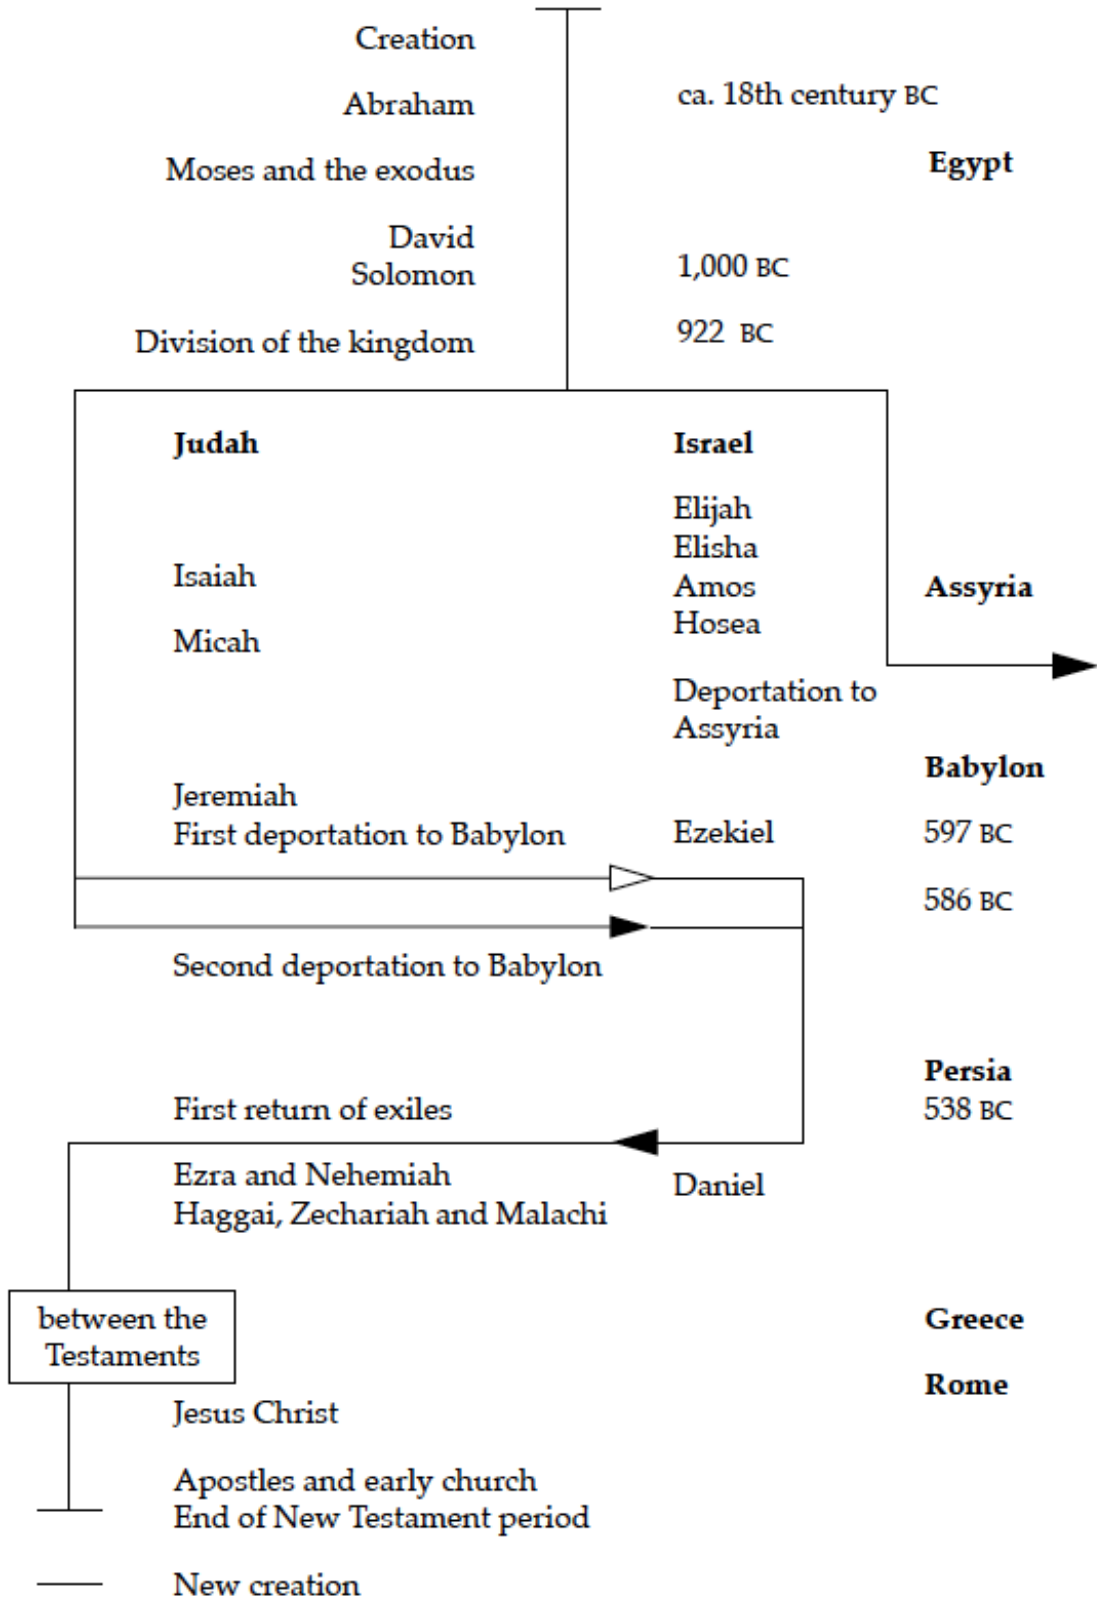 Creation
Abraham
ca. 18th century BC
Moses and the exodus
Egypt
David
Solomon
1,000 BC
Division of the kingdom
922 BC
Judah
Israel
Elijah
Elisha
Isaiah
Amos
Assyria
Hosea
Micah
Deportation to
Assyria
Babylon
Jeremiah
First deportation to Babylon
Ezekiel
597 BC
586 BC
Second deportation to Babylon
Persia
First return of exiles
538 BC
Ezra and Nehemiah
Daniel
Haggai, Zechariah and Malachi
between the
Testaments
Greece
Rome
Jesus Christ
Apostles and early church
End of New Testament period
New creation